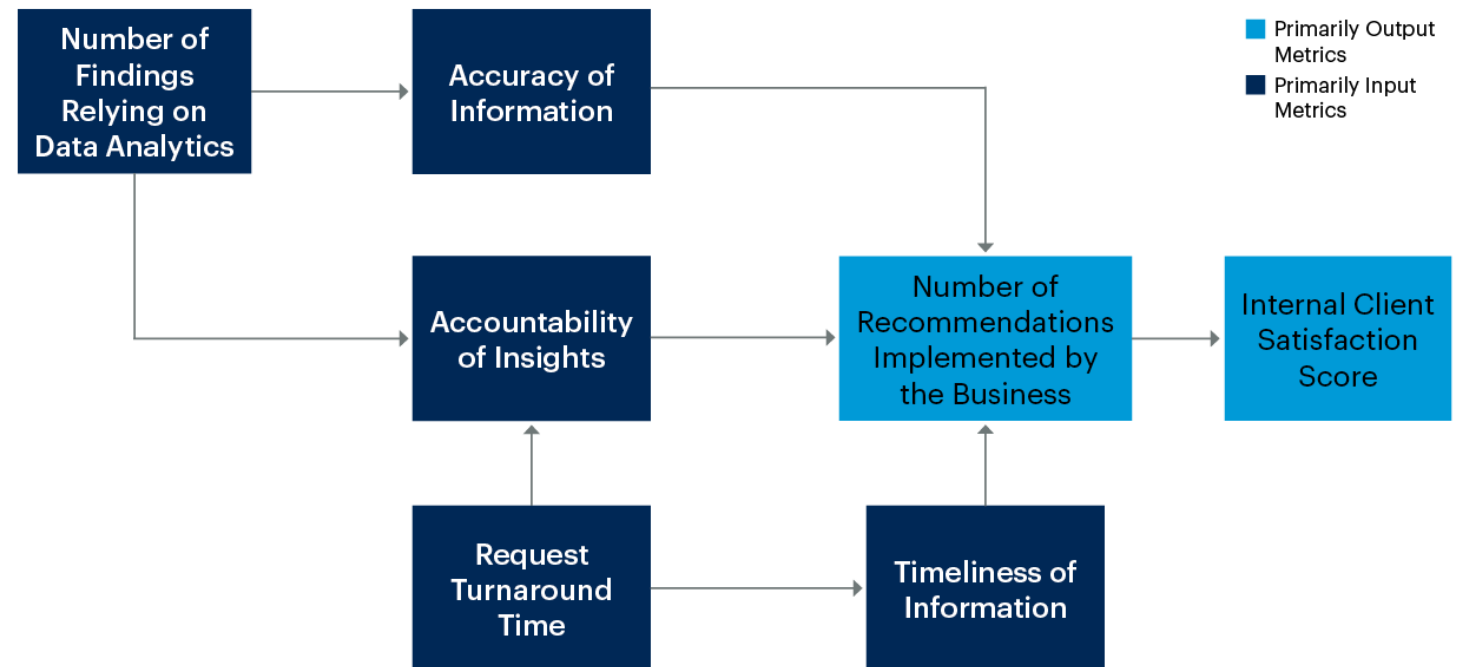 Number of
Findings
Relying on
Data Analytics
Accuracy of
Information
Primarily Output
Metrics
Primarily Input
Metrics
Accountability
of Insights
Number of
Recommendations
Implemented by
the Business
Internal Client
Satisfaction
Score
Request
Turnaround
Time
Timeliness of
Information